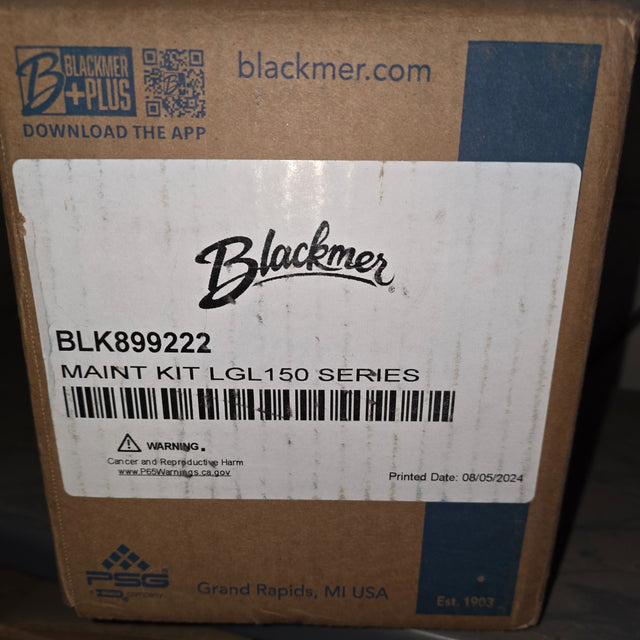 BLACKMER
+PLUS
DOWNLOAD THE APP
blackmer.com
Blackmer
BLK899222
MAINT KIT LGL150 SERIES
WARNING.
Cancer and Reproductive Harm
www.P65Warnings.ca.gov
Printed Date: 08/05/2024
PSG
company
Grand Rapids, MI USA
Est. 1903